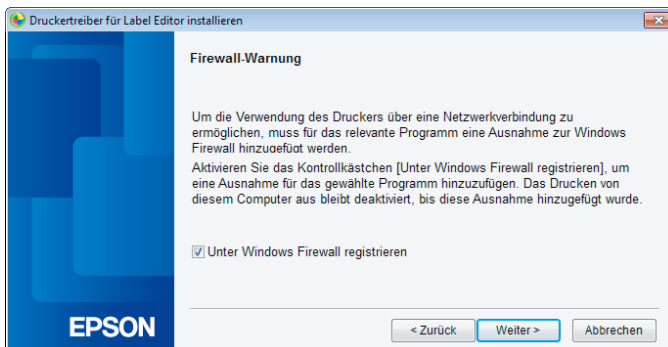 Druckertreiber für Label Editor installieren
Firewall-Warnung
Um die Verwendung des Druckers über eine Netzwerkverbindung zu
ermöglichen, muss für das relevante Programm eine Ausnahme zur Windows
Firewall hinzugefügt werden.
Aktivieren Sie das Kontrollkästchen [Unter Windows Firewall registrieren], um
eine Ausnahme für das gewählte Programm hinzuzufügen. Das Drucken von
diesem Computer aus bleibt deaktiviert, bis diese Ausnahme hinzugefügt wurde.
Unter Windows Firewall registrieren
EPSON
< Zurück Weiter > Abbrechen